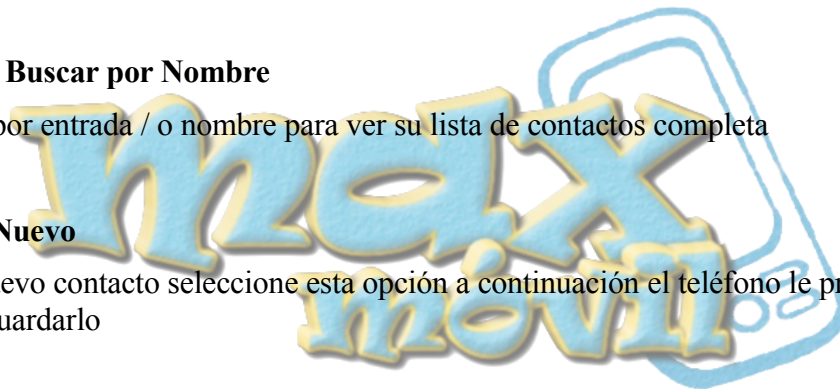 Buscar por Nombre
por entrada / o nombre para ver su lista de contactos completa
Nuevo
evo contacto seleccione esta opción a continuación el teléfono le pr
uardarlo
max
móvil